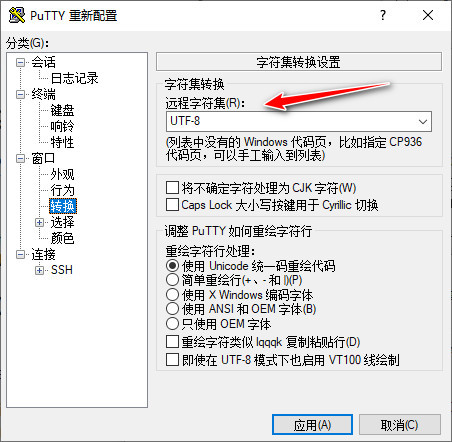 PuTTY 重新配置
分类(G):
会话
日志记录
终端
键盘
响铃
特性
窗口
外观
行为
转换
选择
颜色
连接
SSH
字符集转换设置
字符集转换
远程字符集(R):
UTF-8
(列表中没有的 Windows 代码页，比如指定 CP936
代码页，可以手工输入到列表)
将不确定字符处理为 CJK 字符(W)
Caps Lock 大小写按键用于 Cyrillic 切换
调整 PuTTY 如何重绘字符行
重绘字符行处理:
使用 Unicode 统一码重绘代码
简单重绘行(+、- 和 |)(P)
使用 X Windows 编码字体
使用 ANSI 和 OEM 字体(B)
只使用 OEM 字体
重绘字符类似 lqqqk 复制粘贴行(D)
即使在 UTF-8 模式下也启用 VT100 线绘制
应用(A)
取消(C)